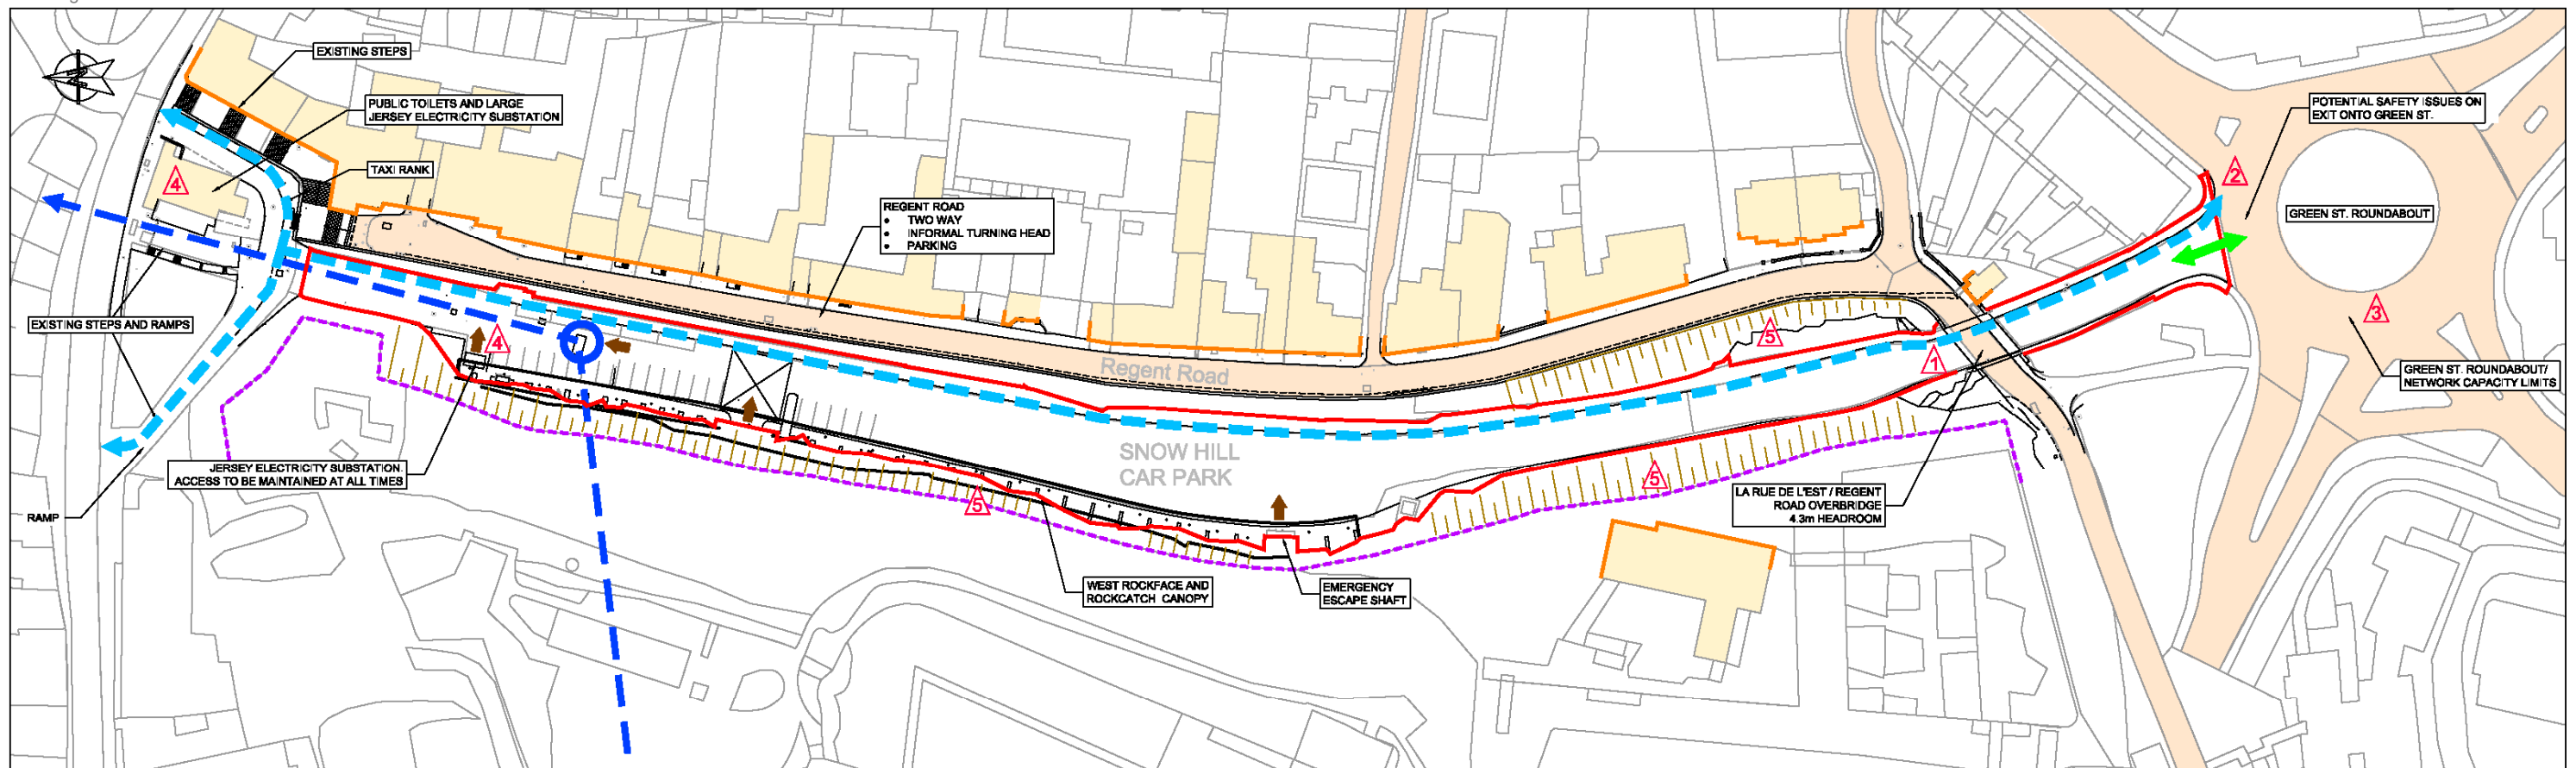 EXISTING STEPS
PUBLIC TOILETS AND LARGE
JERSEY ELECTRICITY SUBSTATION
4
TAXI RANK
REGENT ROAD
• TWO WAY
• INFORMAL TURNING HEAD
• PARKING
POTENTIAL SAFETY ISSUES ON
EXIT ONTO GREEN ST.
2
GREEN ST. ROUNDABOUT
3
EXISTING STEPS AND RAMPS
4
5
1
Regent Road
GREEN ST. ROUNDABOUT/
NETWORK CAPACITY LIMITS
SNOW HILL
CAR PARK
JERSEY ELECTRICITY SUBSTATION.
ACCESS TO BE MAINTAINED AT ALL TIMES
5
5
RAMP
LA RUE DE L'EST / REGENT
ROAD OVERBRIDGE
4.3m HEADROOM
WEST ROCKFACE AND
ROCKCATCH CANOPY
EMERGENCY
ESCAPE SHAFT